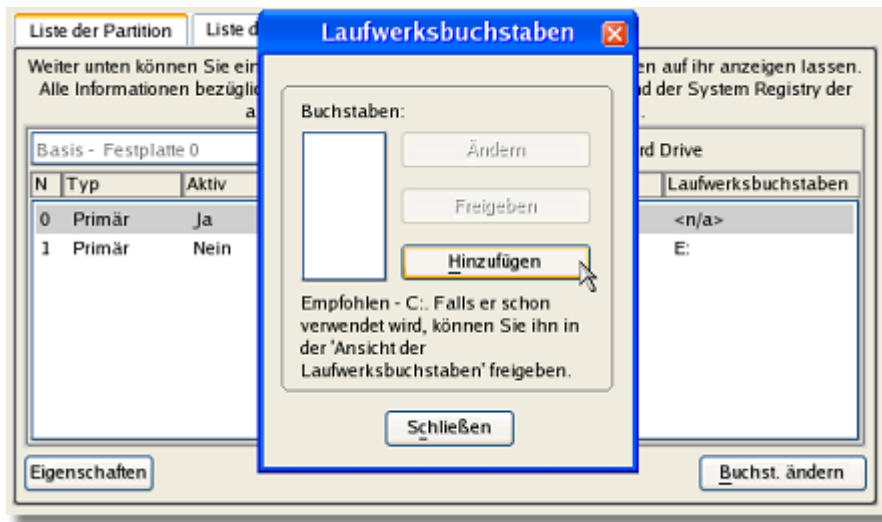 Liste der Partition
Liste d
Laufwerksbuchstaben
Weiter unten können Sie ein
en auf ihr anzeigen lassen.
Alle Informationen bezüglic
nd der System Registry der
a
.
Basis - Festplatte 0
rd Drive
N Typ Aktiv Laufwerksbuchstaben
0 Primär Ja <n/a>
1 Primär Nein E:
Buchstaben:
Ändern
Freigeben
Hinzufügen
Empfohlen - C:. Falls er schon
verwendet wird, können Sie ihn in
der 'Ansicht der
Laufwerksbuchstaben' freigeben.
Schließen
Eigenschaften
Buchst. ändern